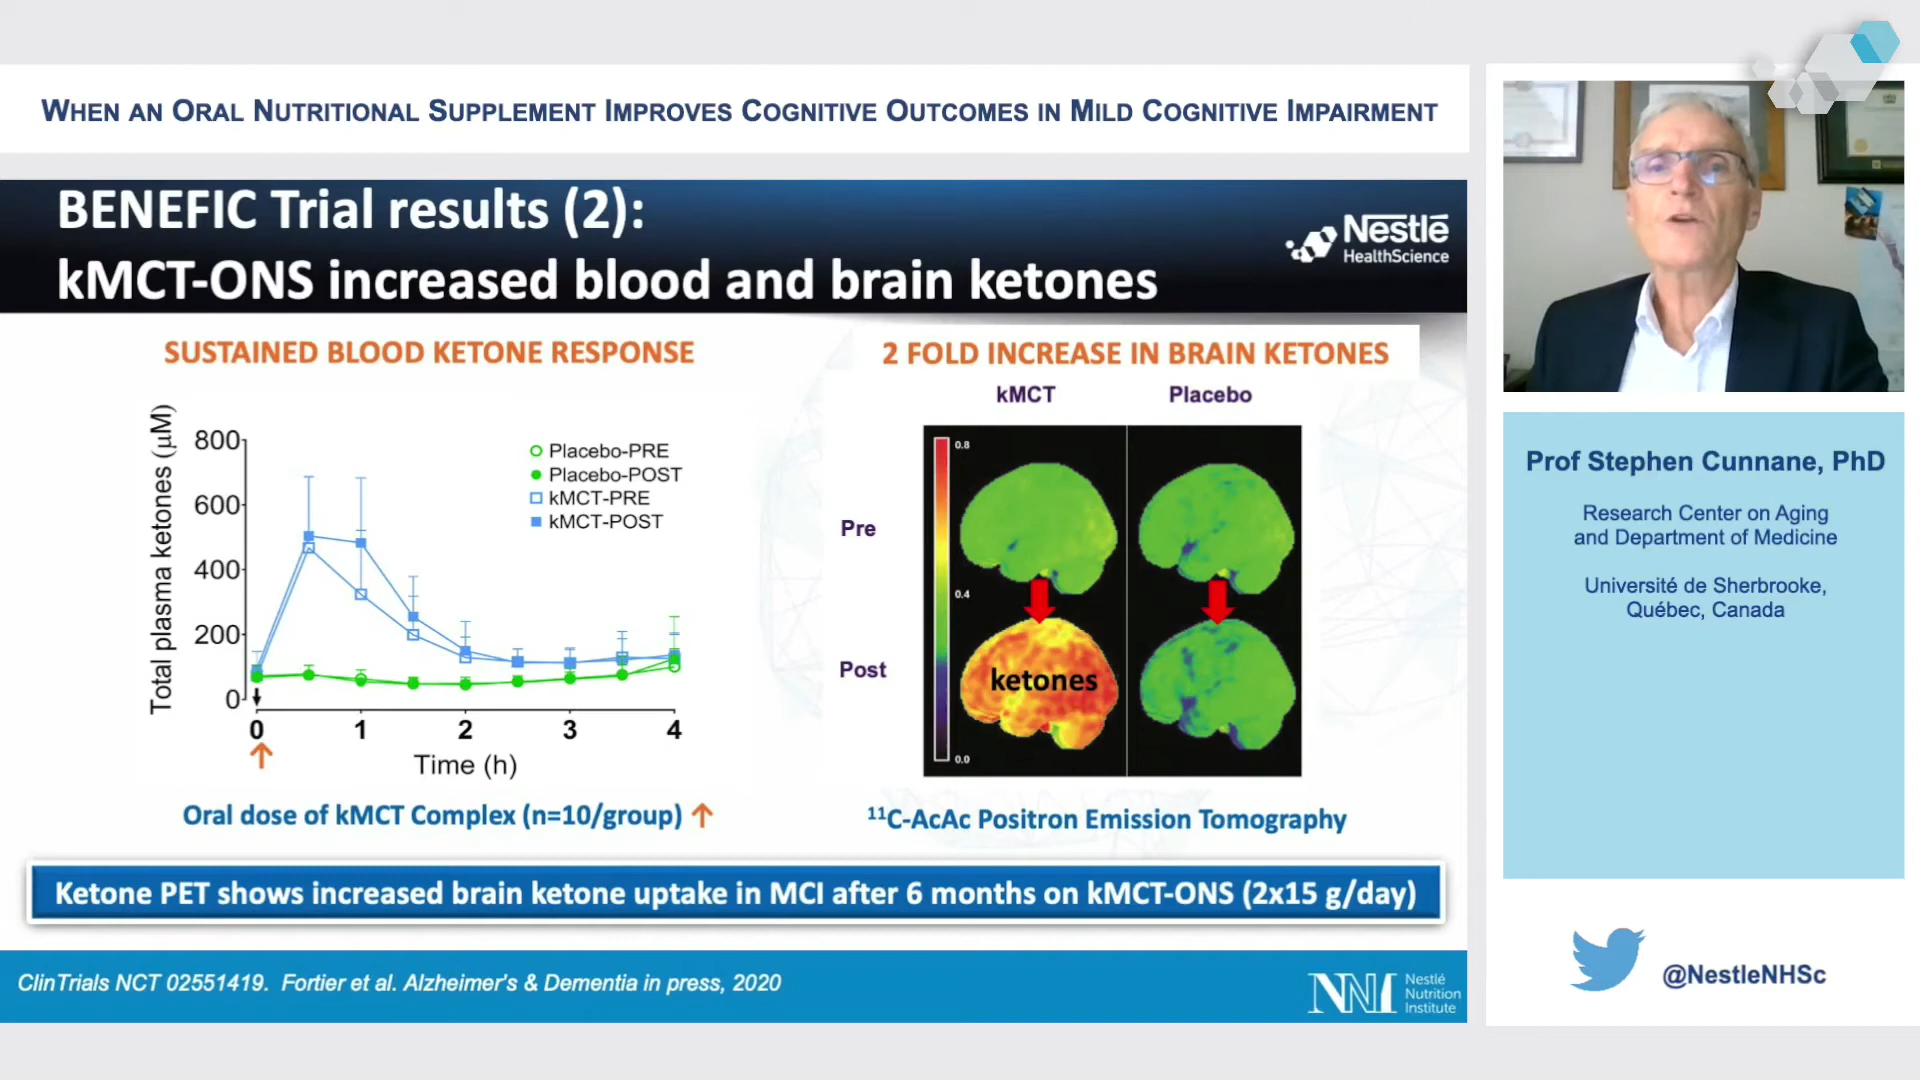 WHEN AN ORAL NUTRITIONAL SUPPLEMENT IMPROVES COGNITIVE OUTCOMES IN MILD COGNITIVE IMPAIRMENT
BENEFIC Trial results (2):
kMCT-ONS increased blood and brain ketones
Nestlé
HealthScience
SUSTAINED BLOOD KETONE RESPONSE
Total plasma ketones (µM)
800
600
400
200
0
Placebo-PRE
Placebo-POST
kMCT-PRE
kMCT-POST
0 1 2 3 4
Time (h)
Oral dose of kMCT Complex (n=10/group) ↑
2 FOLD INCREASE IN BRAIN KETONES
kMCT Placebo
0.8
Pre
0.4
Post
ketones
0.0
¹¹C-AcAc Positron Emission Tomography
Ketone PET shows increased brain ketone uptake in MCI after 6 months on kMCT-ONS (2x15 g/day)
ClinTrials NCT 02551419. Fortier et al. Alzheimer's & Dementia in press, 2020
NNI
Nestlé
Nutrition
Institute
Prof Stephen Cunnane, PhD
Research Center on Aging
and Department of Medicine
Université de Sherbrooke,
Québec, Canada
@NestleNHSc